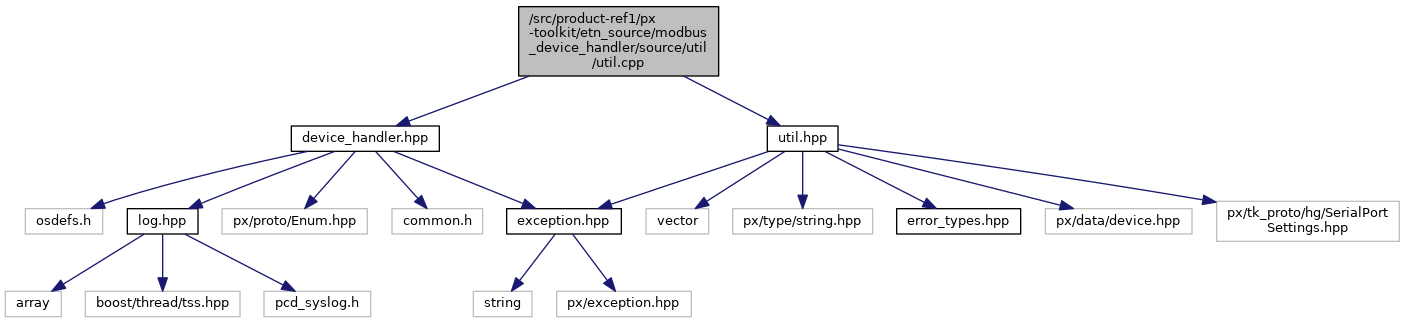 /src/product-ref1/px
-toolkit/etn_source/modbus
_device_handler/source/util
/util.cpp
device_handler.hpp
util.hpp
osdefs.h
log.hpp
px/proto/Enum.hpp
common.h
exception.hpp
vector
px/type/string.hpp
error_types.hpp
px/data/device.hpp
px/tk_proto/hg/SerialPort
Settings.hpp
array
boost/thread/tss.hpp
pcd_syslog.h
string
px/exception.hpp